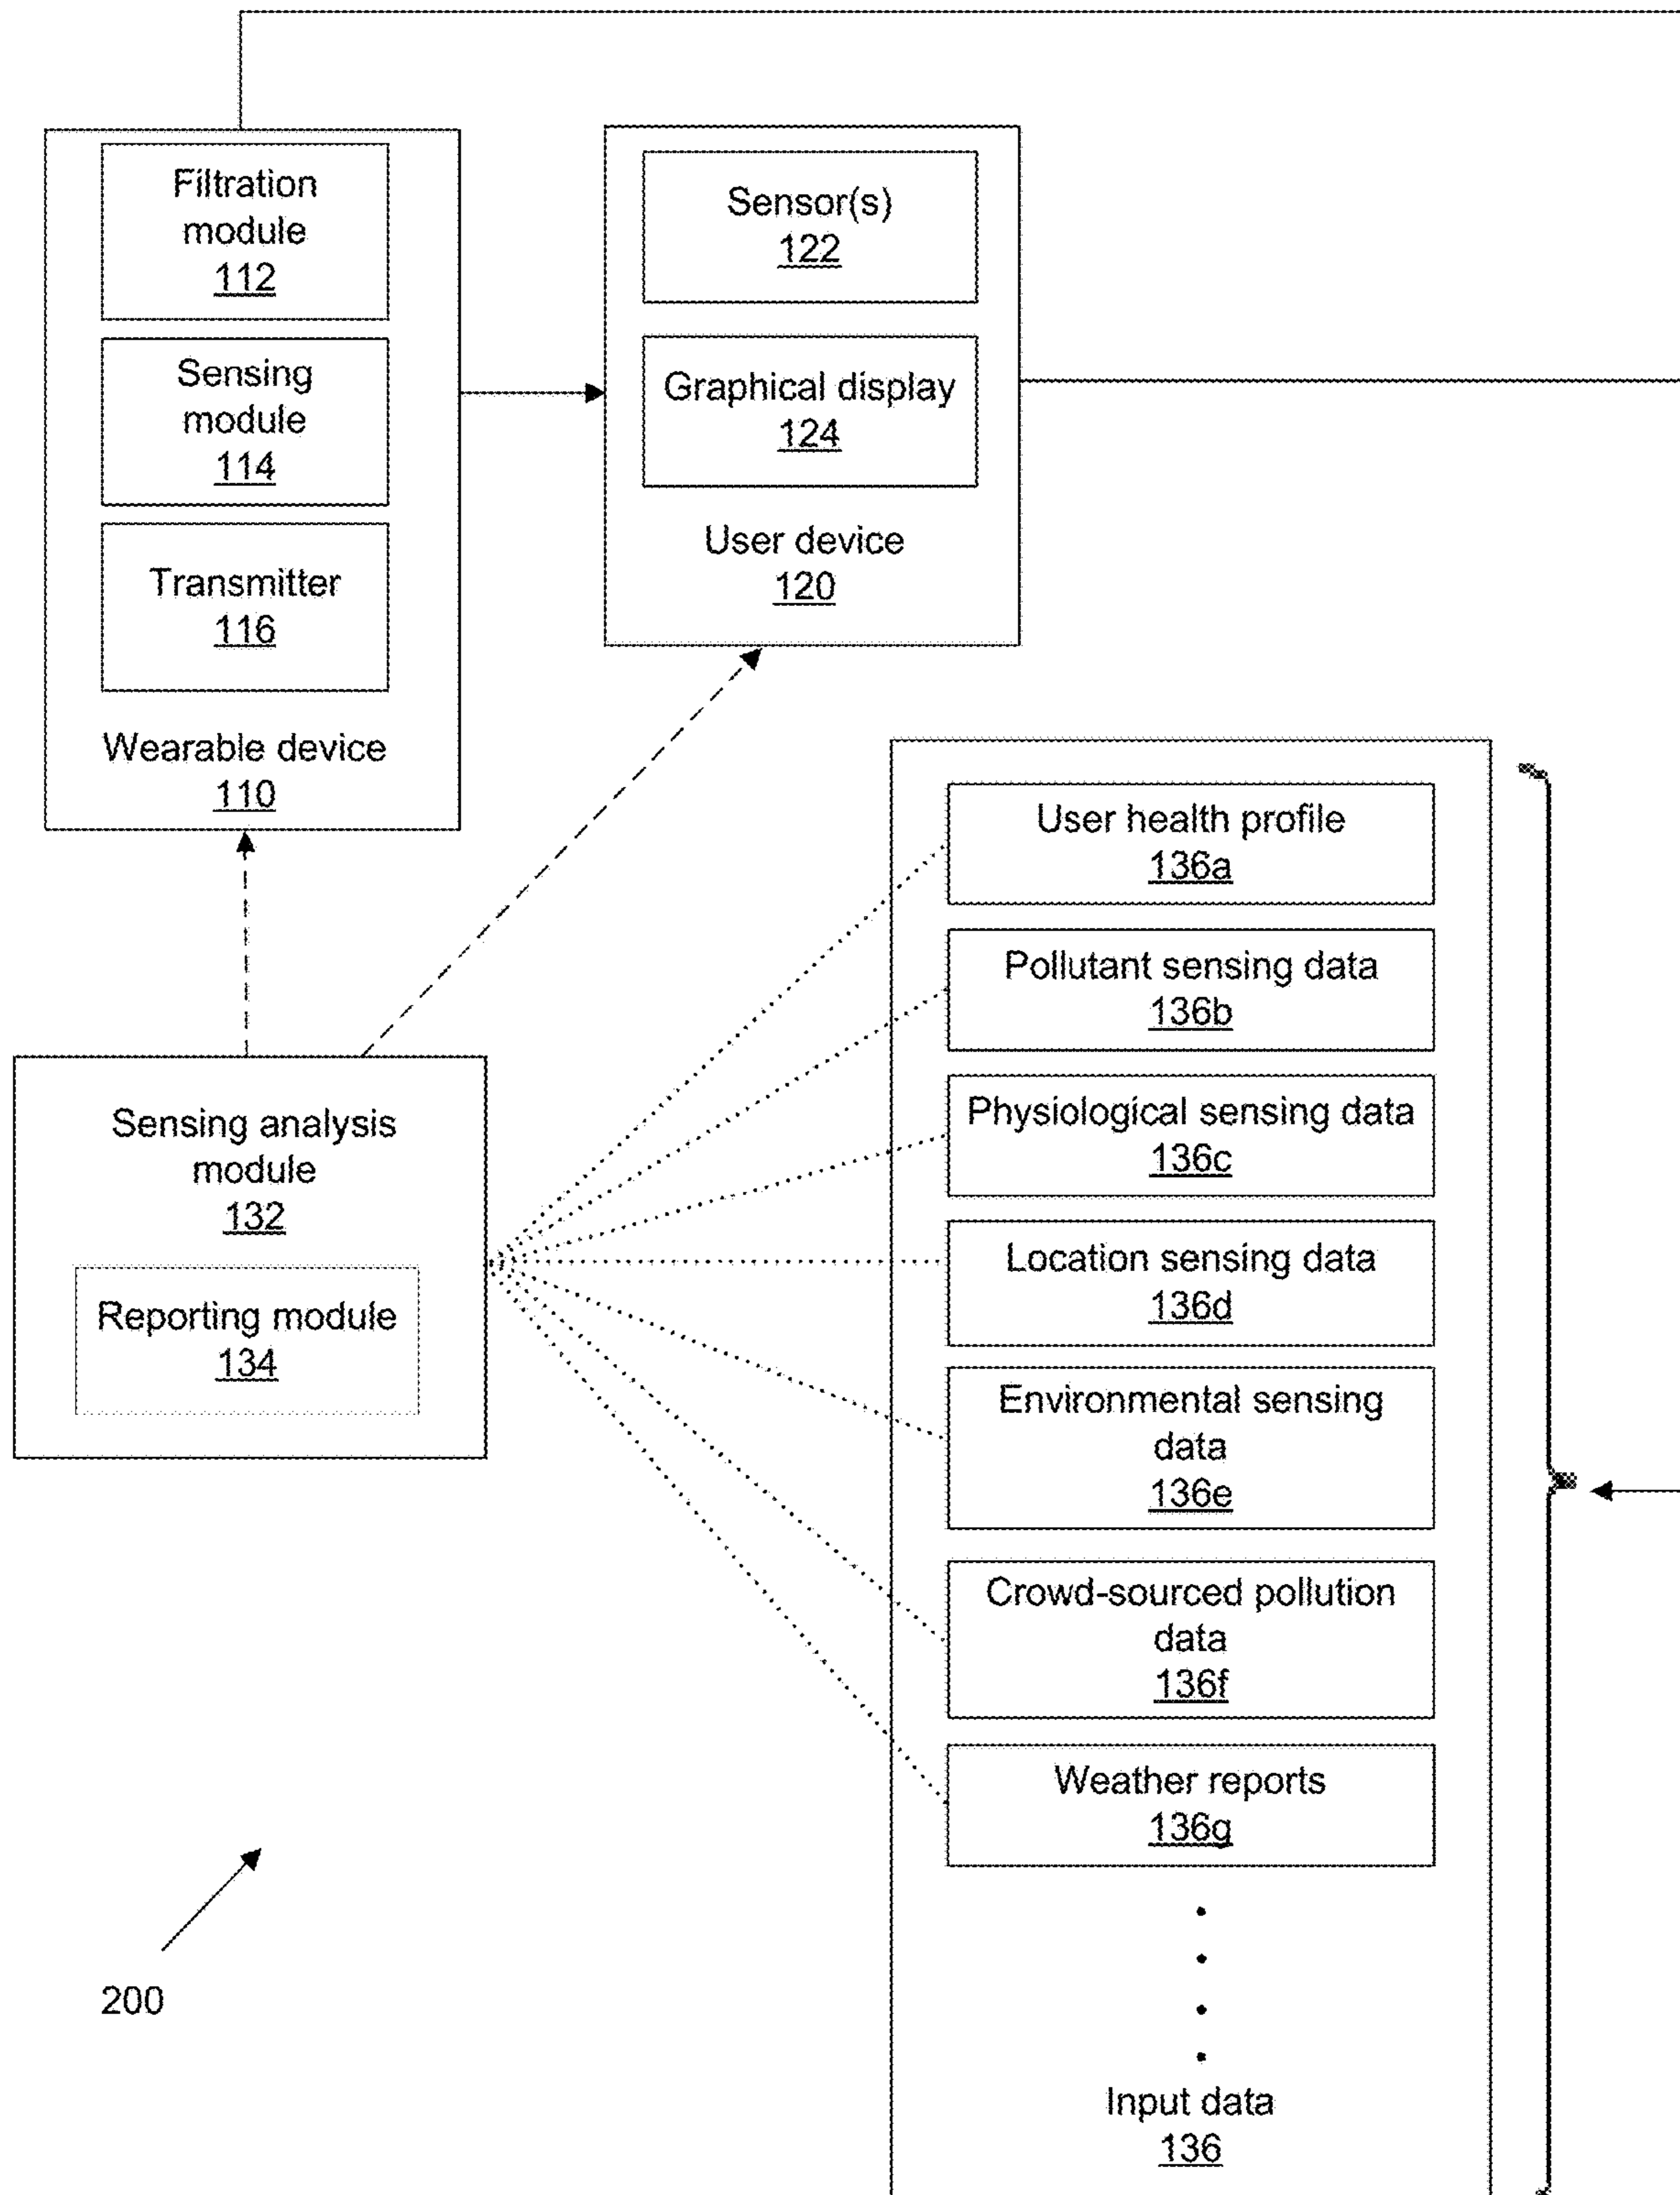 Filtration
module
112
Sensing
module
114
Transmitter
116
Wearable device
110
Sensor(s)
122
Graphical display
124
User device
120
Sensing analysis
module
132
Reporting module
134
User health profile
136a
Pollutant sensing data
136b
Physiological sensing data
136c
Location sensing data
136d
Environmental sensing
data
136e
Crowd-sourced pollution
data
136f
Weather reports
136g
Input data
136
200